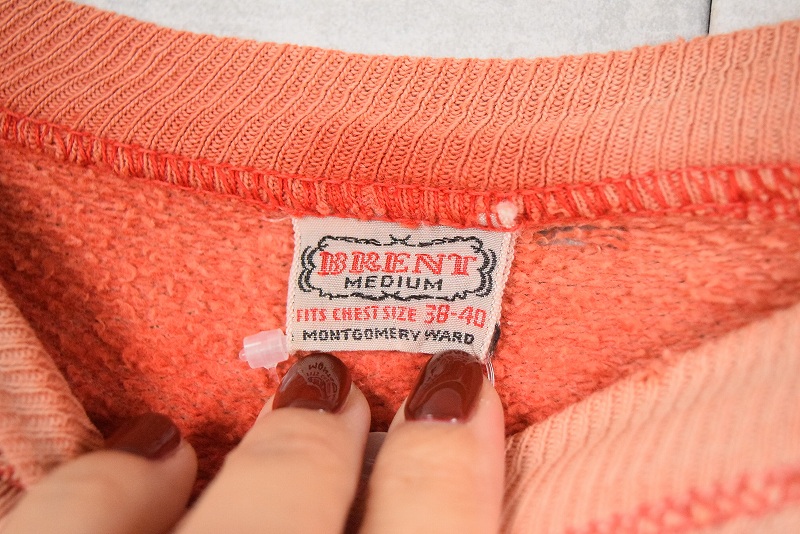 BRENT
MEDIUM
FITS CHEST SIZE 38-40
MONTGOMERY WARD